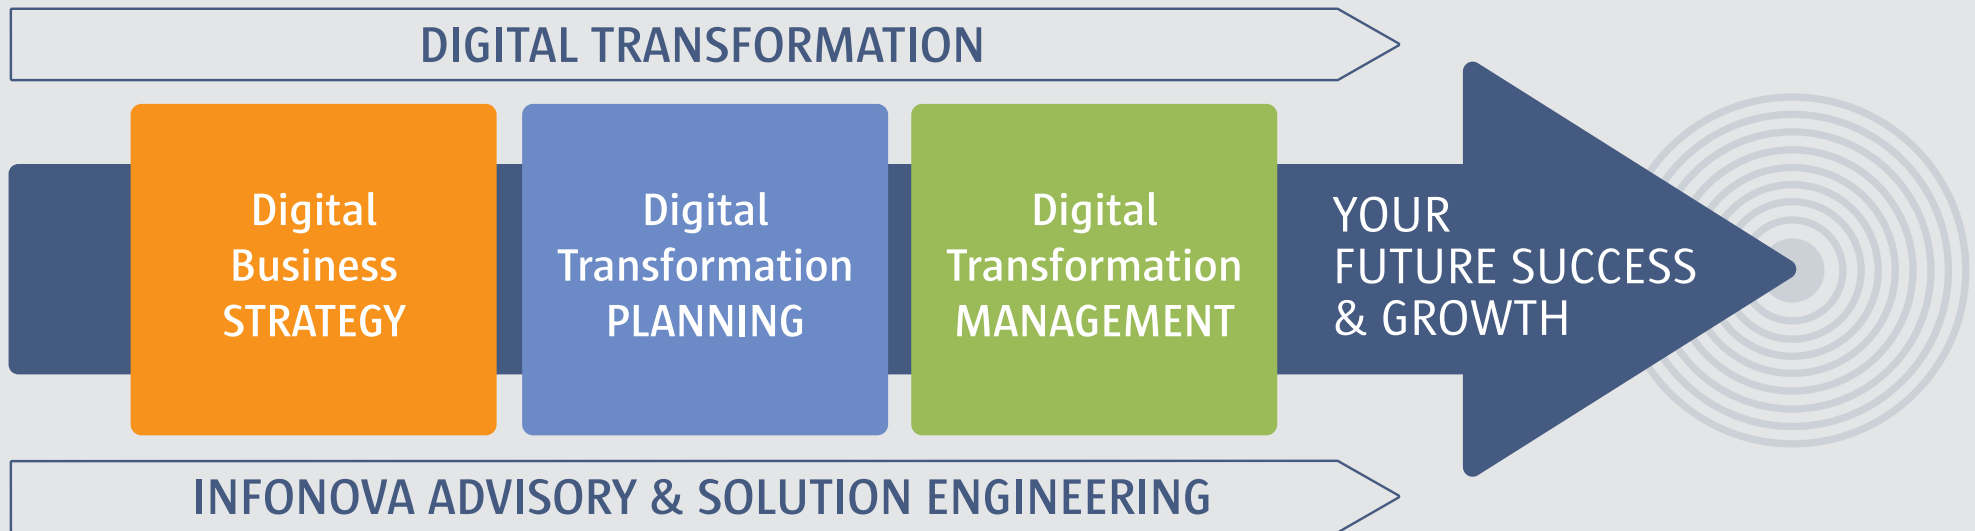 DIGITAL TRANSFORMATION
Digital
Business
STRATEGY
Digital
Transformation
PLANNING
Digital
Transformation
MANAGEMENT
YOUR
FUTURE SUCCESS
& GROWTH
INFONOVA ADVISORY & SOLUTION ENGINEERING